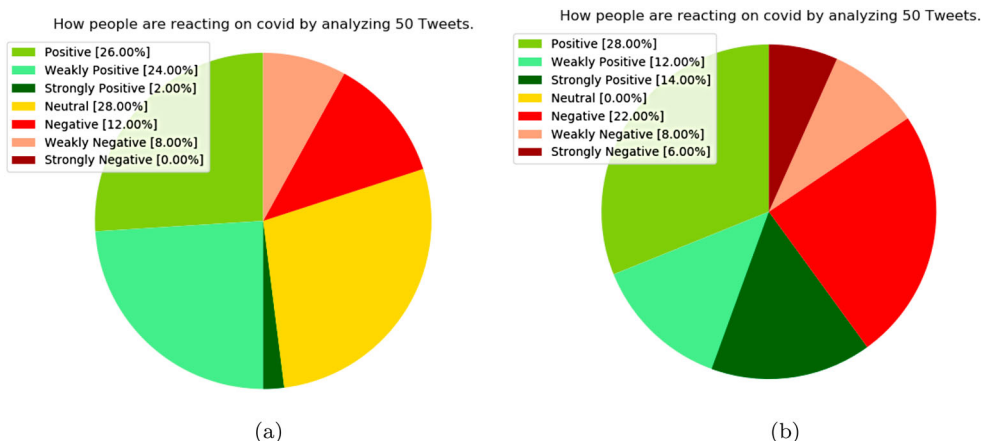 How people are reacting on covid by analyzing 50 Tweets.
Positive [26.00%]
Weakly Positive [24.00%]
Strongly Positive [2.00%]
Neutral [28.00%]
Negative [12.00%]
Weakly Negative [8.00%]
Strongly Negative [0.00%]
(a)
How people are reacting on covid by analyzing 50 Tweets.
Positive [28.00%]
Weakly Positive [12.00%]
Strongly Positive [14.00%]
Neutral [0.00%]
Negative [22.00%]
Weakly Negative [8.00%]
Strongly Negative [6.00%]
(b)